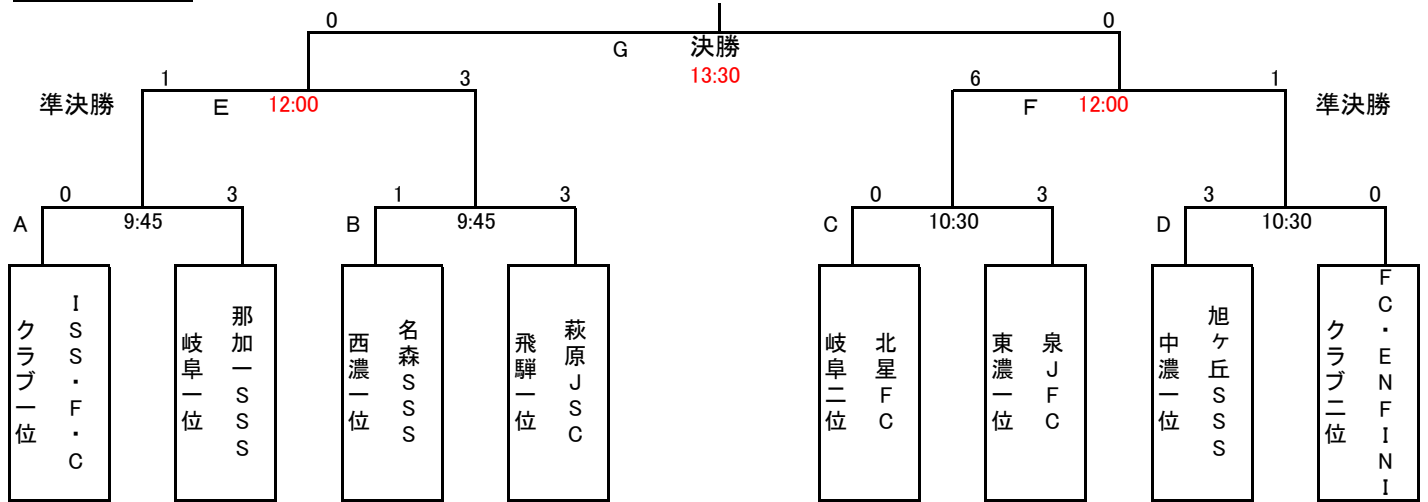 0 0
G 決勝
13:30
1 3 6 1
準決勝 E 12:00 F 12:00 準決勝
0 3 1 3 0 3 3 0
A 9:45 B 9:45 C 10:30 D 10:30
クラブ一位
ISS・F・C
岐阜一位
那加一SSS
西濃一位
名森SSS
飛騨一位
萩原JSC
岐阜二位
北星FC
東濃一位
泉JFC
中濃一位
旭ヶ丘SSS
クラブ二位
FC・ENFINI